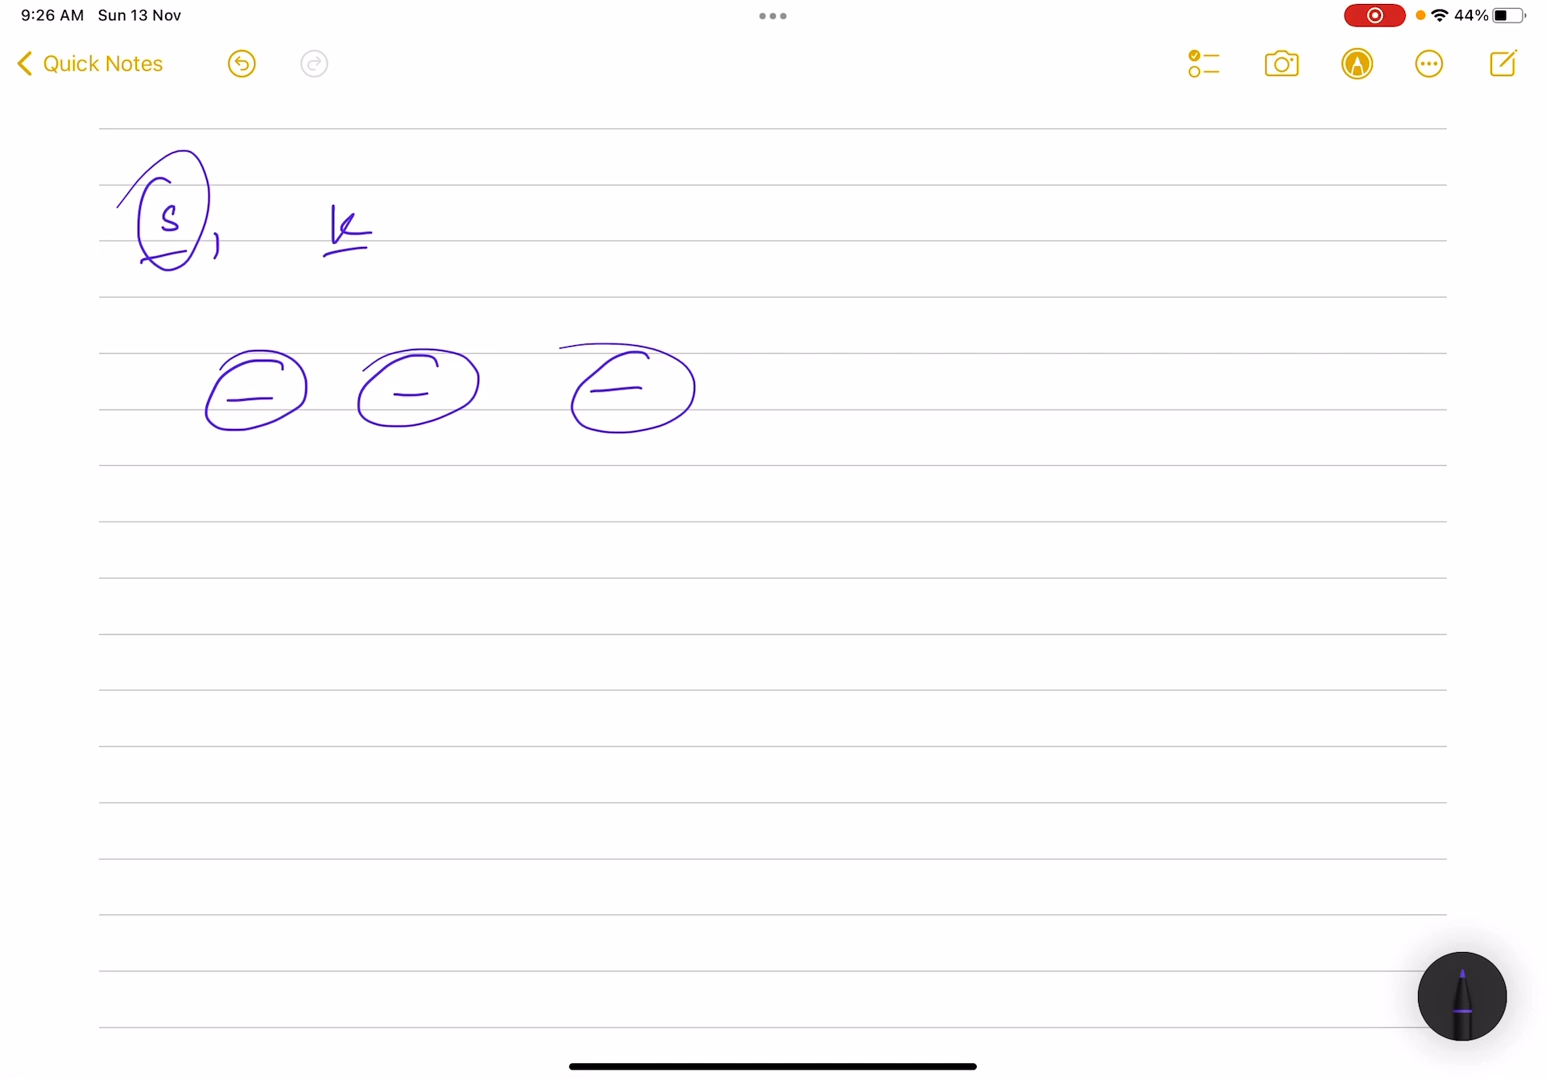 9:26 AM Sun 13 Nov 44%
Quick Notes
s, k
— — —